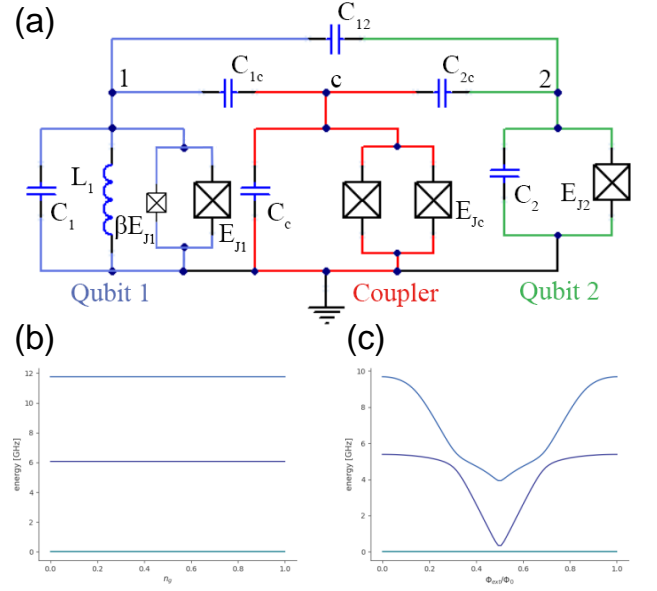 (a)
C12
1
C1c
c
C2c
2
L1
C1
βEJ1
EJ1
Cc
EJc
C2
EJ2
Qubit 1
Coupler
Qubit 2
(b)
(c)
12
10
8
6
4
2
0
energy [GHz]
0.0 0.2 0.4 0.6 0.8 1.0
ng
10
8
6
4
2
0
energy [GHz]
0.0 0.2 0.4 0.6 0.8 1.0
Φext/Φ0